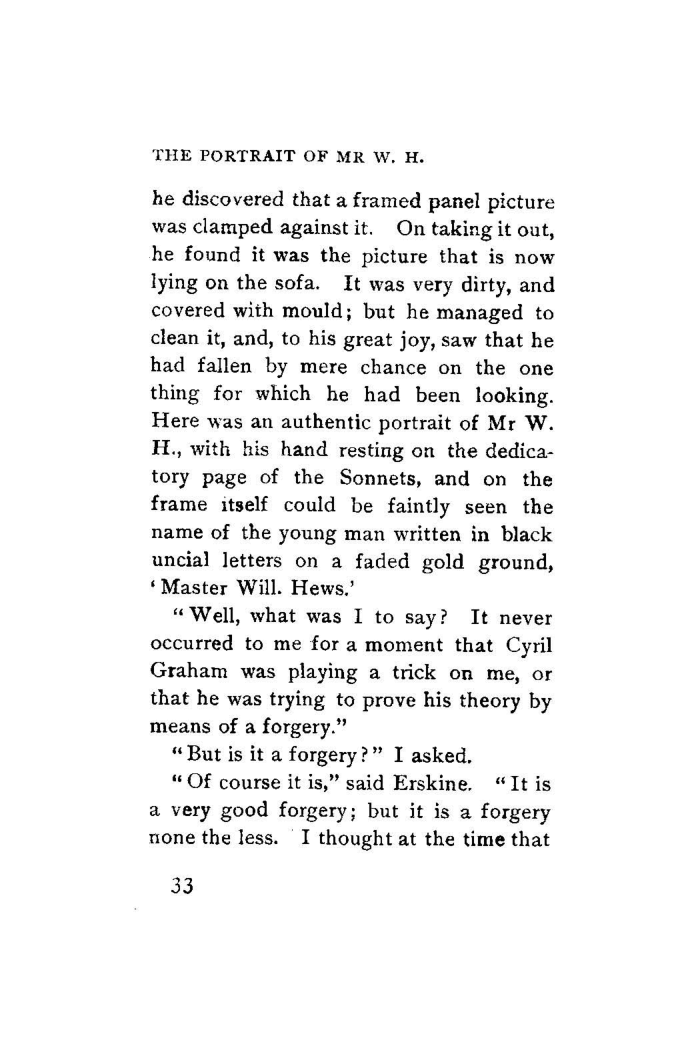 THE PORTRAIT OF MR W. H.
he discovered that a framed panel picture
was clamped against it. On taking it out,
he found it was the picture that is now
lying on the sofa. It was very dirty, and
covered with mould; but he managed to
clean it, and, to his great joy, saw that he
had fallen by mere chance on the one
thing for which he had been looking.
Here was an authentic portrait of Mr W.
H., with his hand resting on the dedica-
tory page of the Sonnets, and on the
frame itself could be faintly seen the
name of the young man written in black
uncial letters on a faded gold ground,
‘Master Will. Hews.’
“Well, what was I to say? It never
occurred to me for a moment that Cyril
Graham was playing a trick on me, or
that he was trying to prove his theory by
means of a forgery.”
“But is it a forgery?” I asked.
“Of course it is,” said Erskine. “It is
a very good forgery; but it is a forgery
none the less. I thought at the time that
33